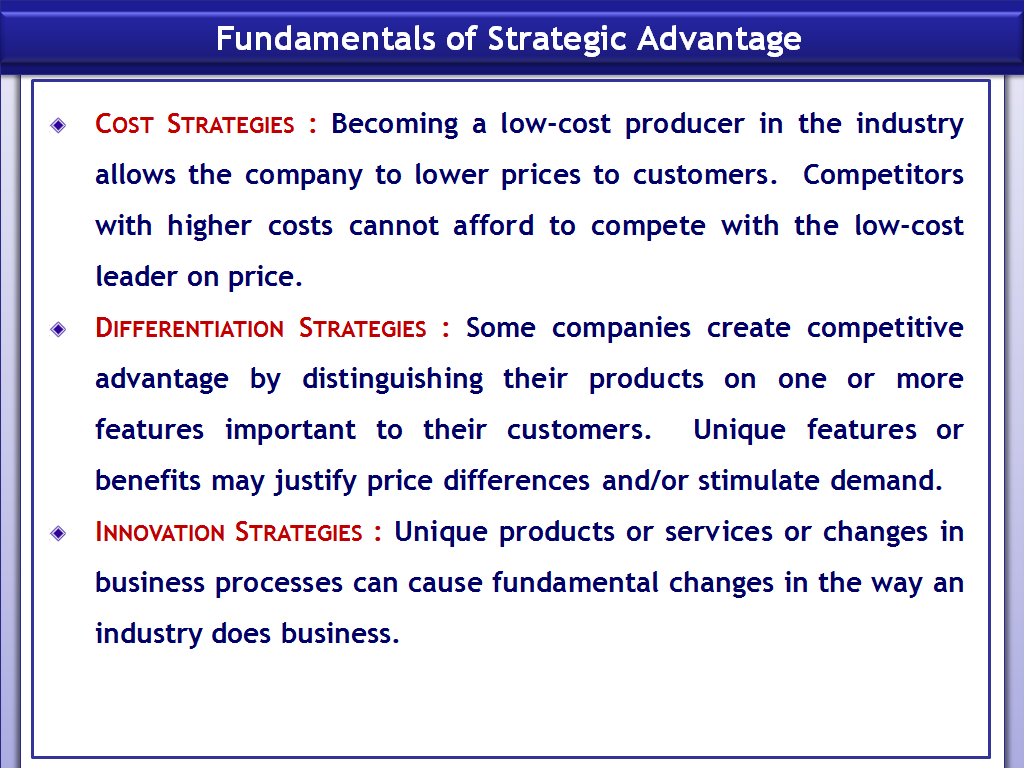 Fundamentals of Strategic Advantage
COST STRATEGIES : Becoming a low-cost producer in the industry
allows the company to lower prices to customers.  Competitors
with higher costs cannot afford to compete with the low-cost
leader on price.
DIFFERENTIATION STRATEGIES : Some companies create competitive
advantage by distinguishing their products on one or more
features important to their customers.  Unique features or
benefits may justify price differences and/or stimulate demand.
INNOVATION STRATEGIES : Unique products or services or changes in
business processes can cause fundamental changes in the way an
industry does business.